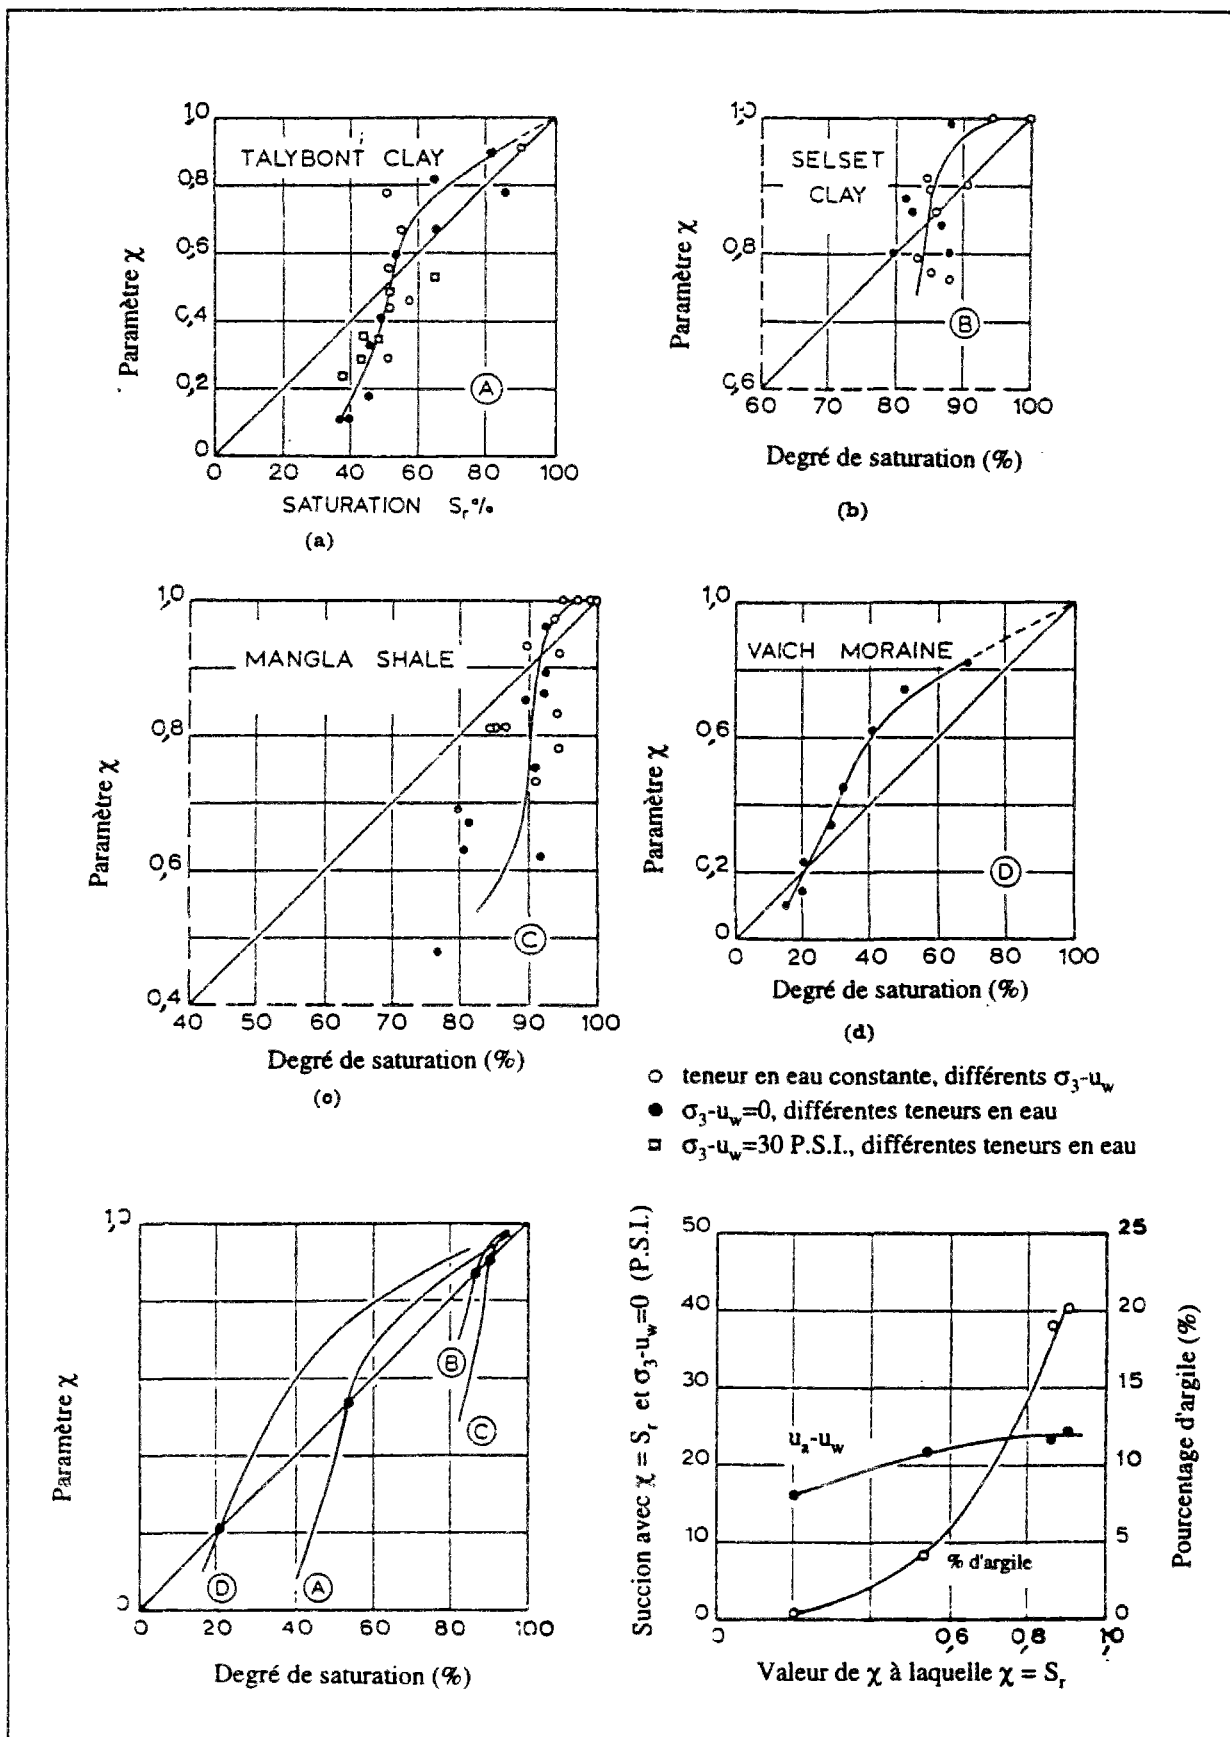 1,0
0,8
0,6
0,4
0,2
0
TALYBONT CLAY
A
Paramètre χ
0 20 40 60 80 100
SATURATION Sr %
(a)
1,0
0,8
0,6
SELSET
CLAY
B
Paramètre χ
60 70 80 90 100
Degré de saturation (%)
(b)
1,0
0,8
0,6
0,4
MANGLA SHALE
C
Paramètre χ
40 50 60 70 80 90 100
Degré de saturation (%)
(c)
1,0
0,6
0,2
0
VAICH MORAINE
D
Paramètre χ
0 20 40 60 80 100
Degré de saturation (%)
(d)
○ teneur en eau constante, différents σ3-uw
● σ3-uw=0, différentes teneurs en eau
□ σ3-uw=30 P.S.I., différentes teneurs en eau
1,0
0
B
C
D
A
Paramètre χ
0 20 40 60 80 100
Degré de saturation (%)
Succion avec χ = Sr et σ3-uw=0 (P.S.I.)
50
40
30
20
10
0
ua-uw
% d'argile
25
20
15
10
5
0
Pourcentage d'argile (%)
0 0,6 0,8 1,0
Valeur de χ à laquelle χ = Sr